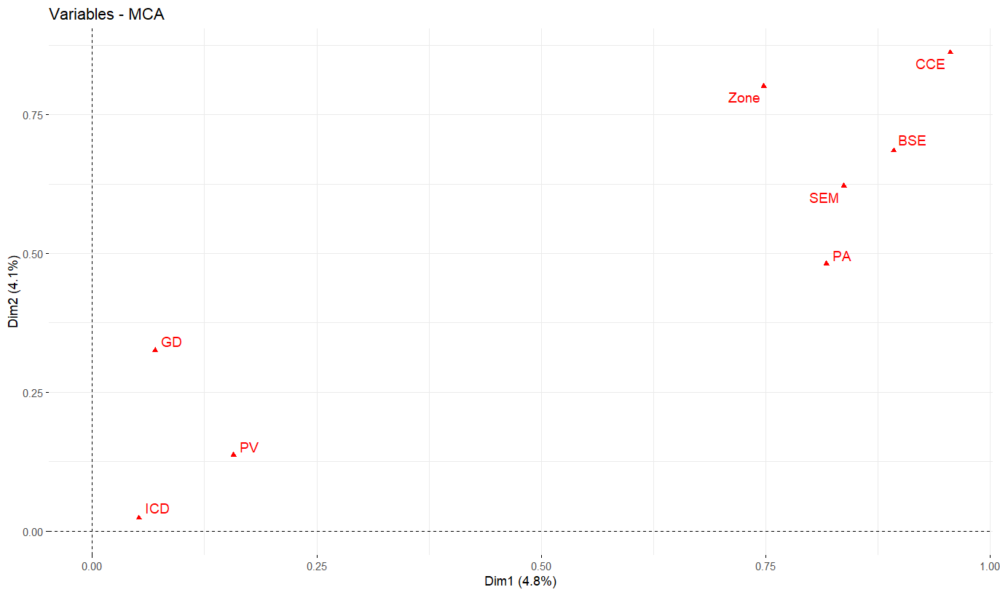 Variables - MCA
CCE
Zone
0.75
BSE
SEM
0.50
PA
Dim2 (4.1%)
GD
0.25
PV
ICD
0.00
0.00 0.25 0.50 0.75 1.00
Dim1 (4.8%)